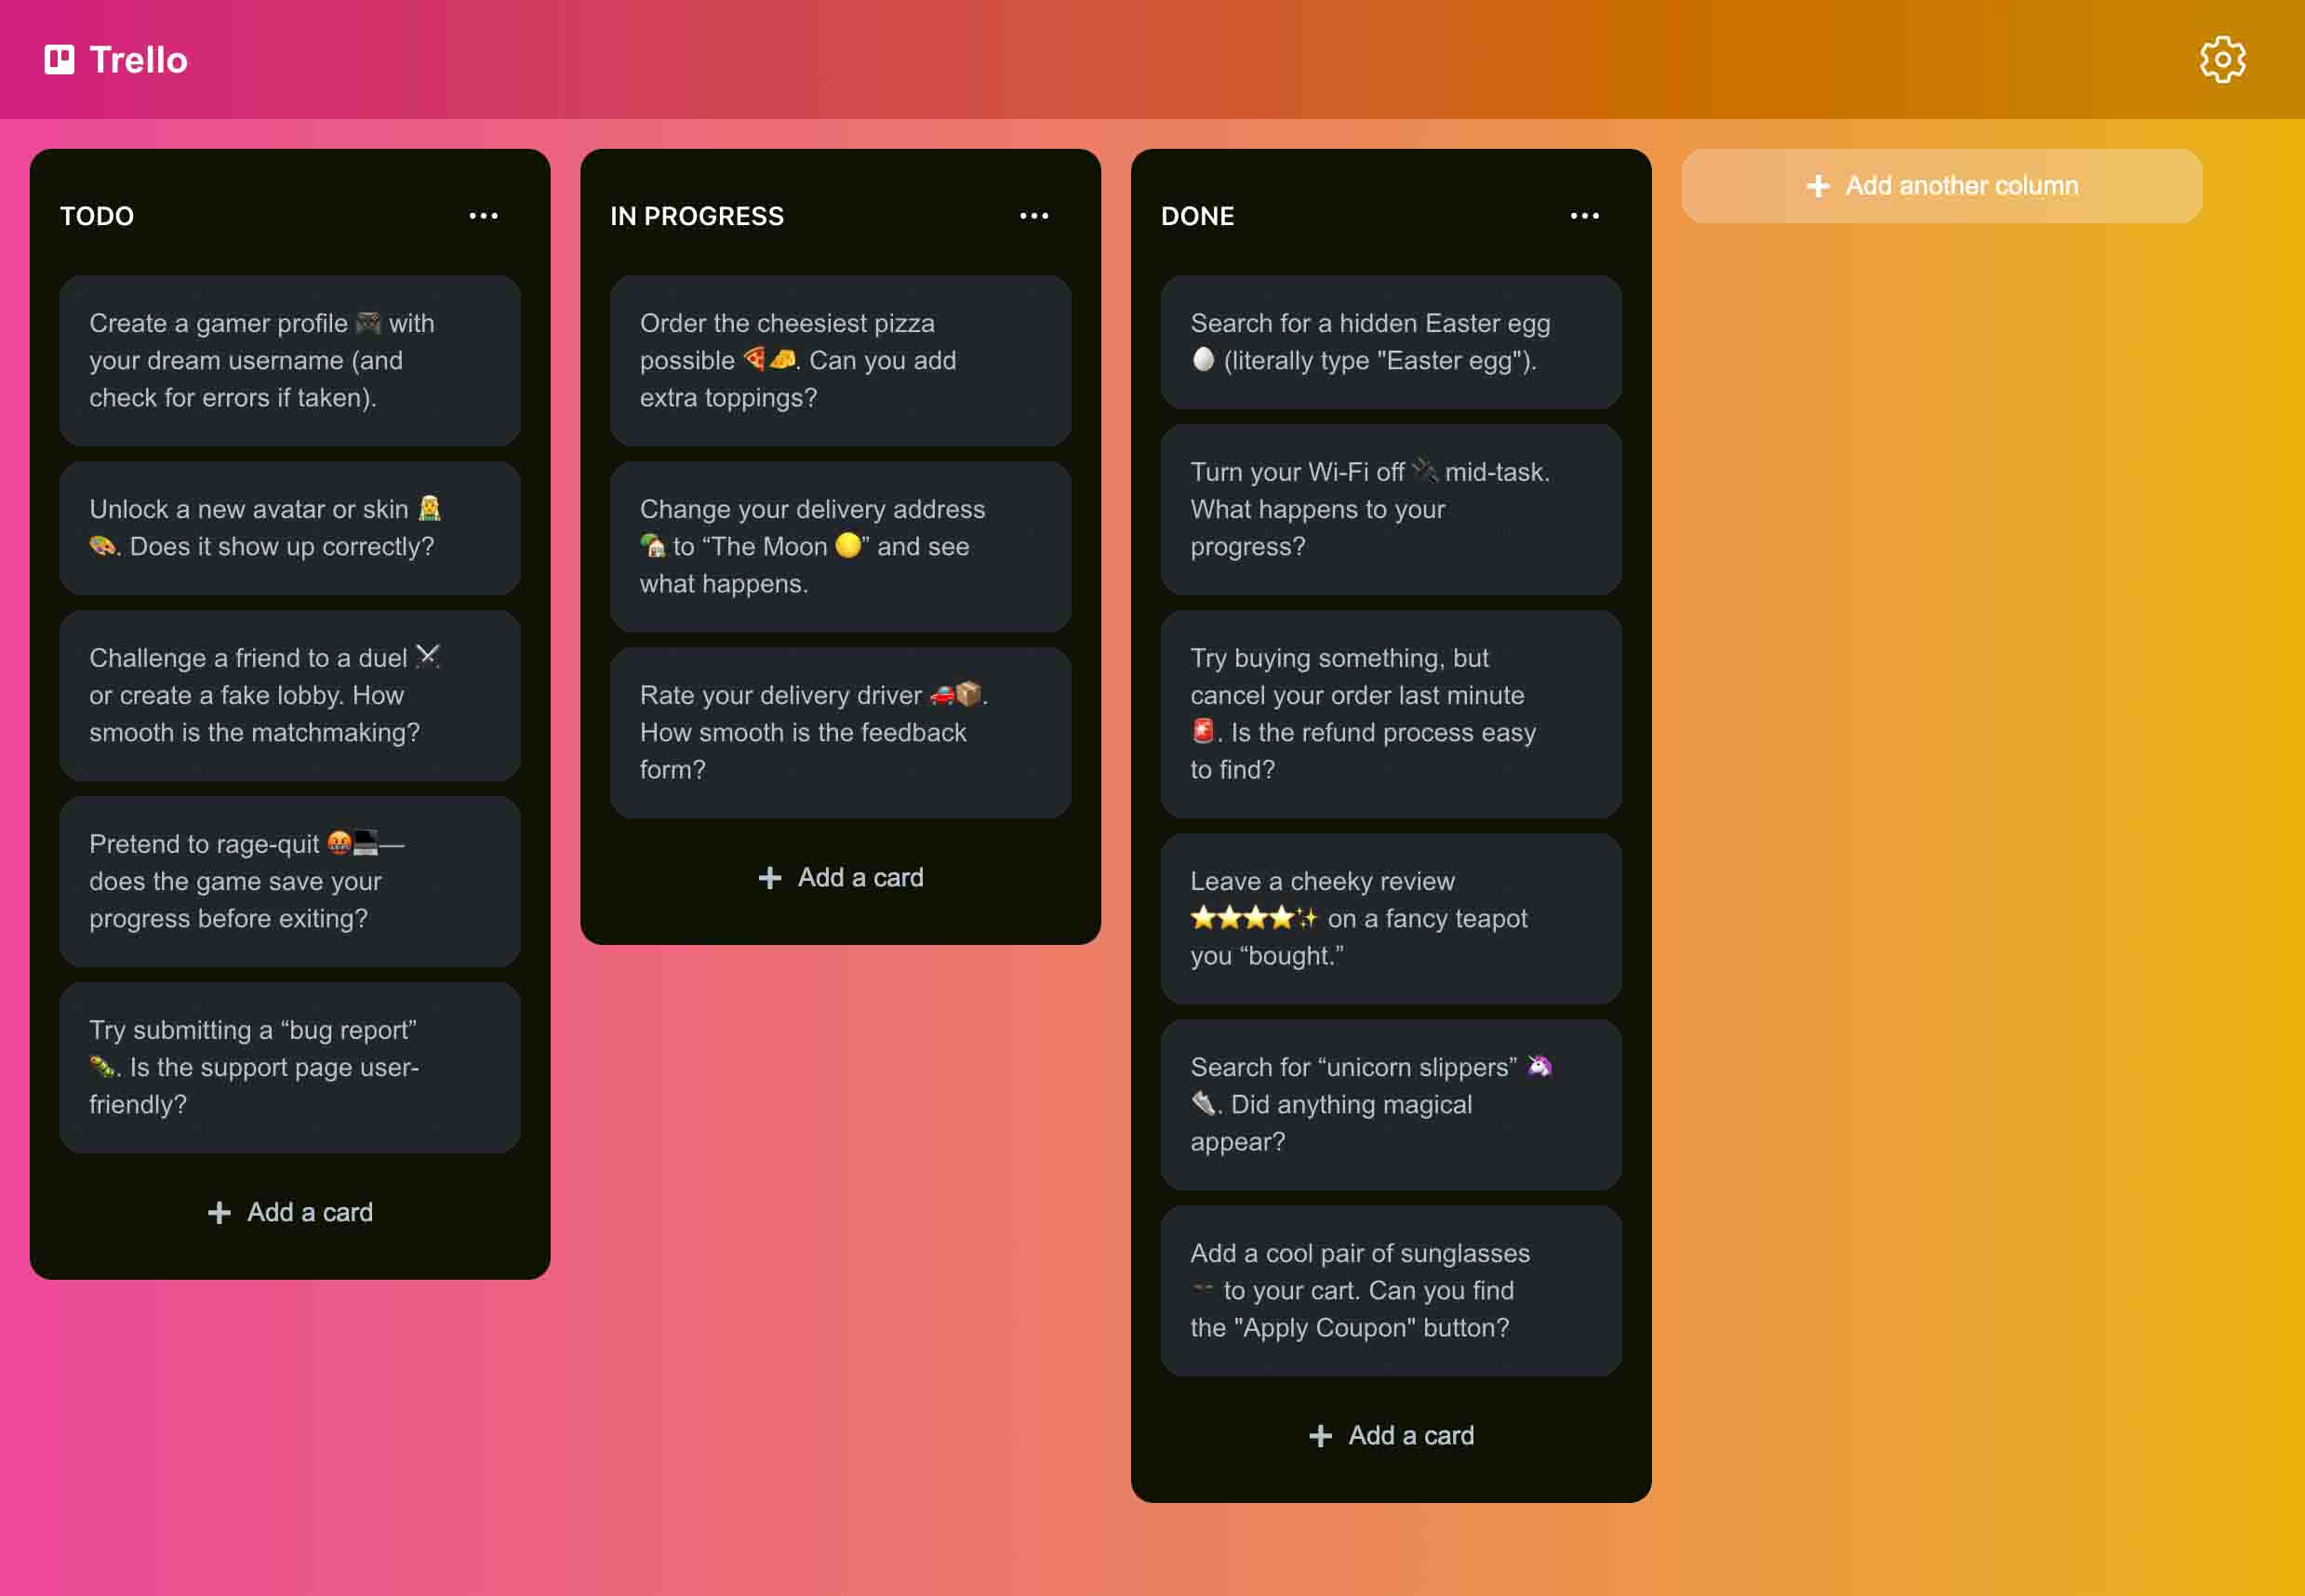 Trello
TODO
Create a gamer profile 🎮 with
your dream username (and
check for errors if taken).
Unlock a new avatar or skin 🧝
🎨. Does it show up correctly?
Challenge a friend to a duel ⚔️
or create a fake lobby. How
smooth is the matchmaking?
Pretend to rage-quit 🤬💻—
does the game save your
progress before exiting?
Try submitting a “bug report”
🐛. Is the support page user-
friendly?
+ Add a card
IN PROGRESS
Order the cheesiest pizza
possible 🍕🧀. Can you add
extra toppings?
Change your delivery address
🏡 to “The Moon 🌕” and see
what happens.
Rate your delivery driver 🚗📦.
How smooth is the feedback
form?
+ Add a card
DONE
Search for a hidden Easter egg
🥚 (literally type "Easter egg").
Turn your Wi-Fi off 🔌 mid-task.
What happens to your
progress?
Try buying something, but
cancel your order last minute
🚨. Is the refund process easy
to find?
Leave a cheeky review
⭐⭐⭐⭐✨ on a fancy teapot
you “bought.”
Search for “unicorn slippers” 🦄
👟. Did anything magical
appear?
Add a cool pair of sunglasses
🕶️ to your cart. Can you find
the "Apply Coupon" button?
+ Add a card
+ Add another column